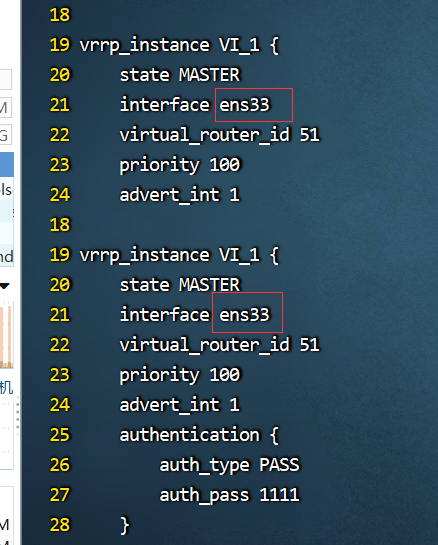 18
19 vrrp_instance VI_1 {
20     state MASTER
21     interface ens33
22     virtual_router_id 51
23     priority 100
24     advert_int 1
18
19 vrrp_instance VI_1 {
20     state MASTER
21     interface ens33
22     virtual_router_id 51
23     priority 100
24     advert_int 1
25     authentication {
26         auth_type PASS
27         auth_pass 1111
28     }
M
G
ols
nd
机
M